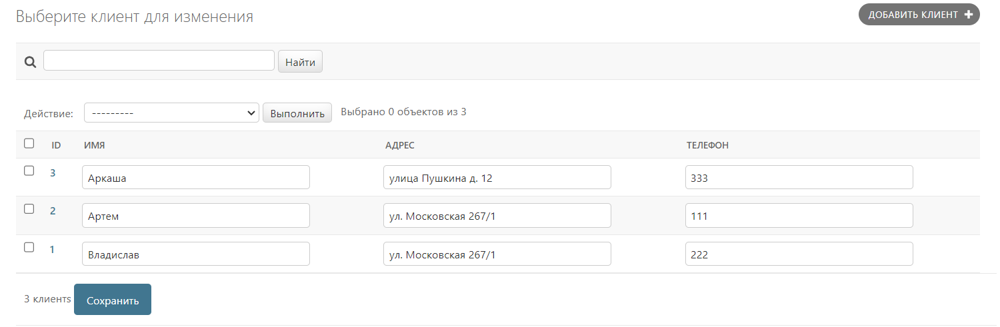 Выберите клиент для изменения
ДОБАВИТЬ КЛИЕНТ
Найти
Действие: --------- Выполнить Выбрано 0 объектов из 3
ID ИМЯ АДРЕС ТЕЛЕФОН
3 Аркаша улица Пушкина д. 12 333
2 Артем ул. Московская 267/1 111
1 Владислав ул. Московская 267/1 222
3 клиентs Сохранить